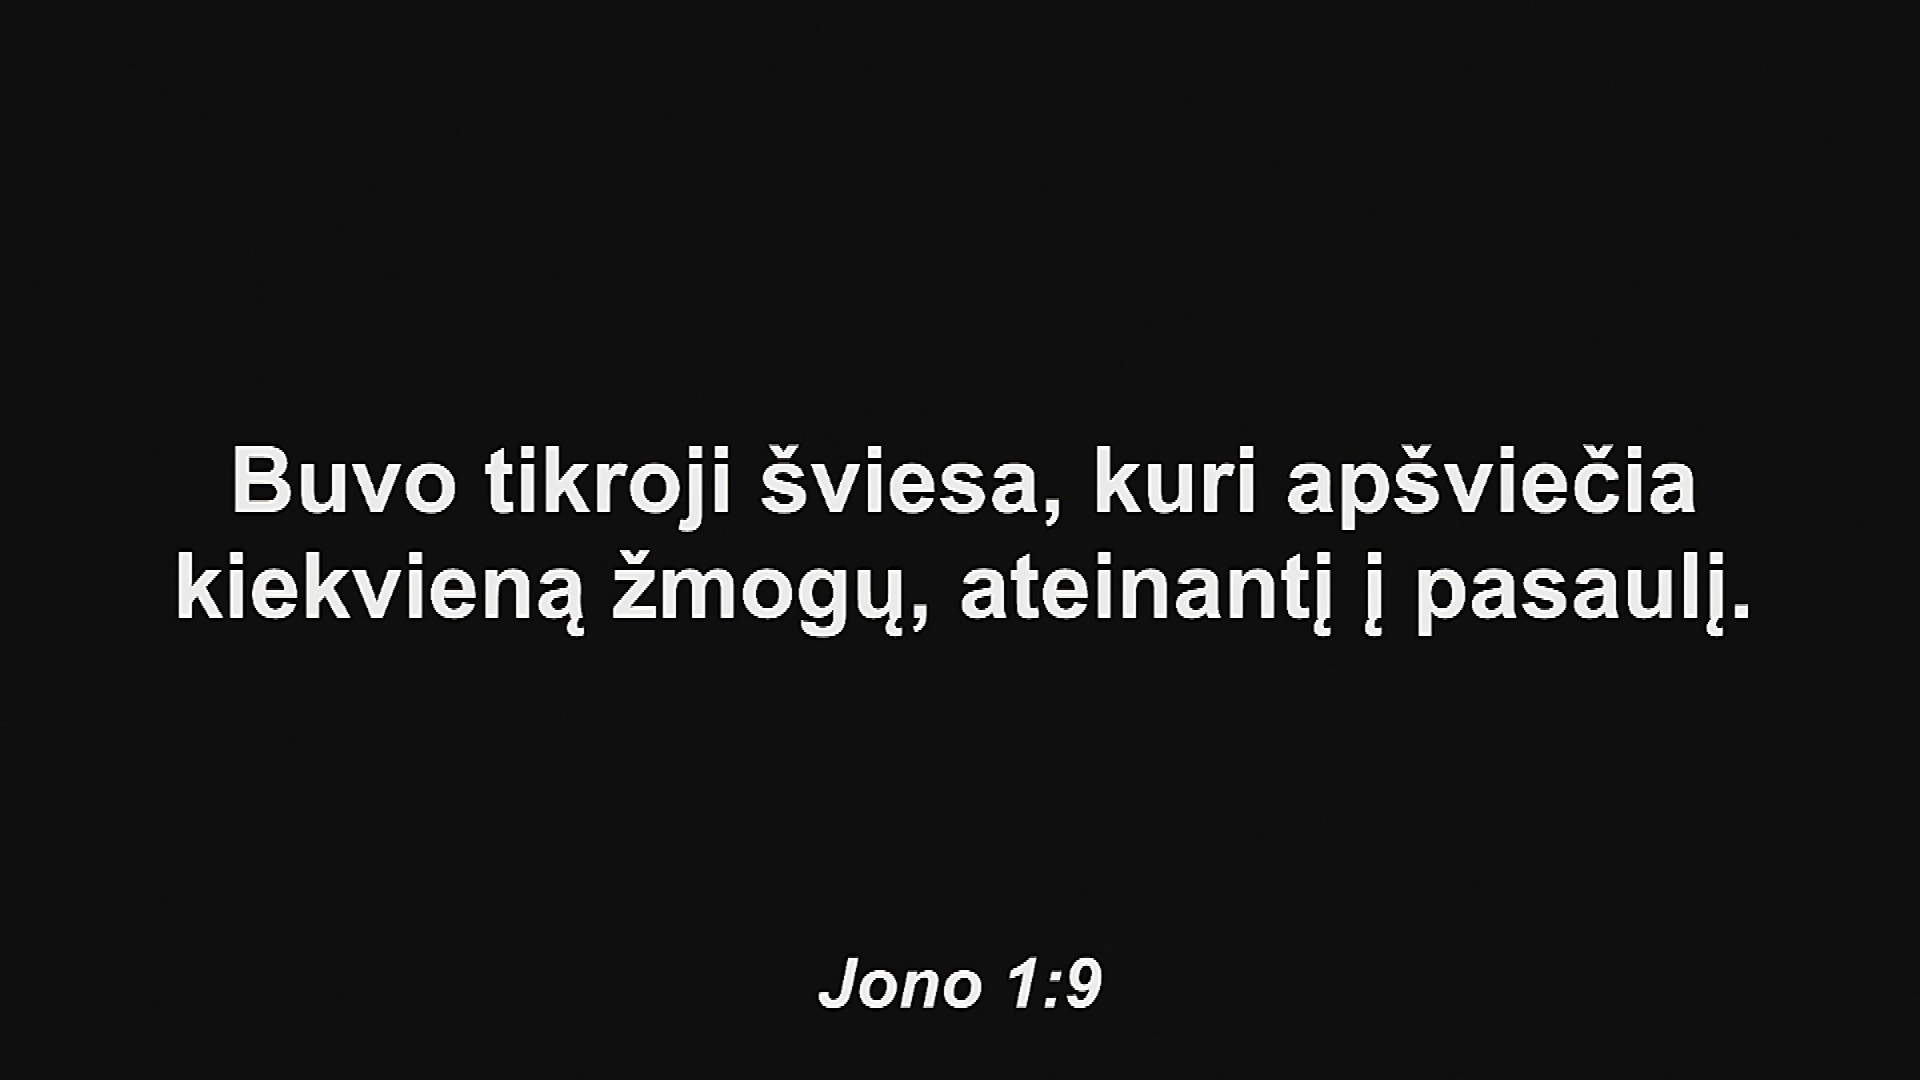 Buvo tikroji šviesa, kuri apšviečia
kiekvieną žmogų, ateinantį į pasaulį.
Jono 1:9